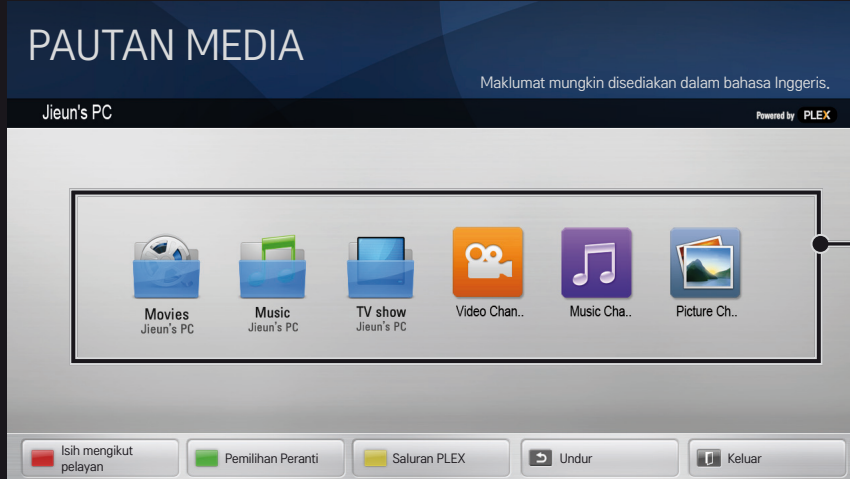 PAUTAN MEDIA
Maklumat mungkin disediakan dalam bahasa Inggeris.
Jieun's PC
Powered by PLEX
Movies
Jieun's PC
Music
Jieun's PC
TV show
Jieun's PC
Video Chan..
Music Cha..
Picture Ch..
Isih mengikut
pelayan
Pemilihan Peranti
Saluran PLEX
Undur
Keluar